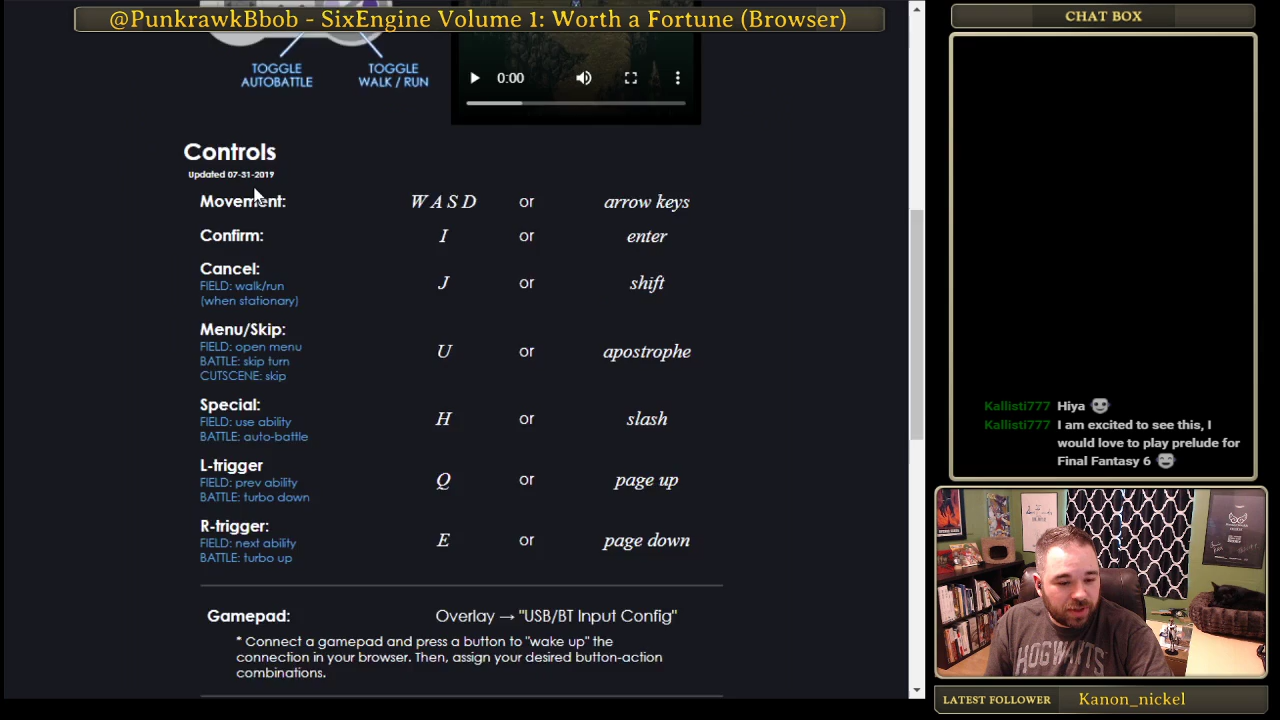 @PunkrawkBbob - SixEngine Volume 1: Worth a Fortune (Browser)
TOGGLE AUTOBATTLE
TOGGLE WALK / RUN
0:00
Controls
Updated 07-31-2019
Movement: W A S D or arrow keys
Confirm: I or enter
Cancel: J or shift
FIELD: walk/run
(when stationary)
Menu/Skip:
FIELD: open menu
U or apostrophe
BATTLE: skip turn
CUTSCENE: skip
Special:
FIELD: use ability
H or slash
BATTLE: auto-battle
L-trigger
FIELD: prev ability
Q or page up
BATTLE: turbo down
R-trigger:
FIELD: next ability
E or page down
BATTLE: turbo up
Gamepad: Overlay → "USB/BT Input Config"
* Connect a gamepad and press a button to "wake up" the
connection in your browser. Then, assign your desired button-action
combinations.
CHAT BOX
Kallisti777 Hiya
Kallisti777 I am excited to see this, I
would love to play prelude for
Final Fantasy 6
HOGWARTS
LATEST FOLLOWER Kanon_nickel